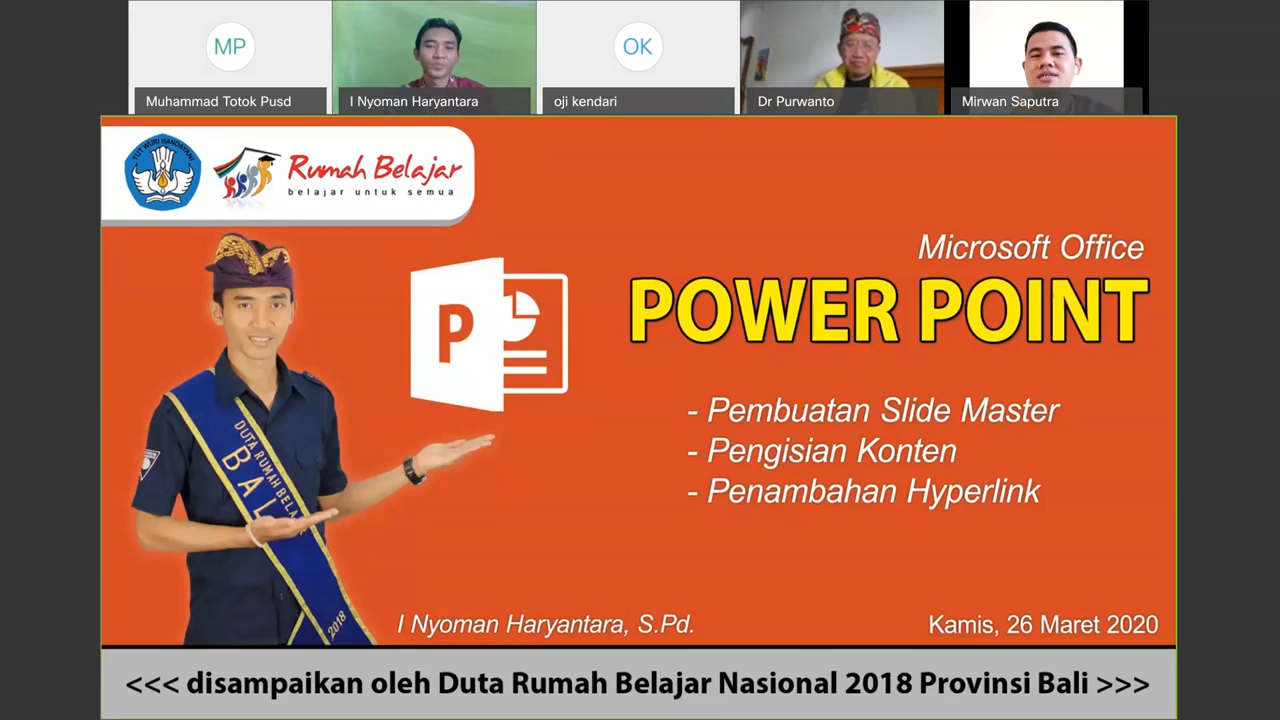 MP
OK
Muhammad Totok Pusd
I Nyoman Haryantara
oji kendari
Dr Purwanto
Mirwan Saputra
TUT WURI HANDAYANI
Rumah Belajar
belajar untuk semua
Microsoft Office
POWER POINT
P
- Pembuatan Slide Master
- Pengisian Konten
- Penambahan Hyperlink
DUTA RUMAH BELA
BAL
2018
I Nyoman Haryantara, S.Pd.
Kamis, 26 Maret 2020
<<< disampaikan oleh Duta Rumah Belajar Nasional 2018 Provinsi Bali >>>